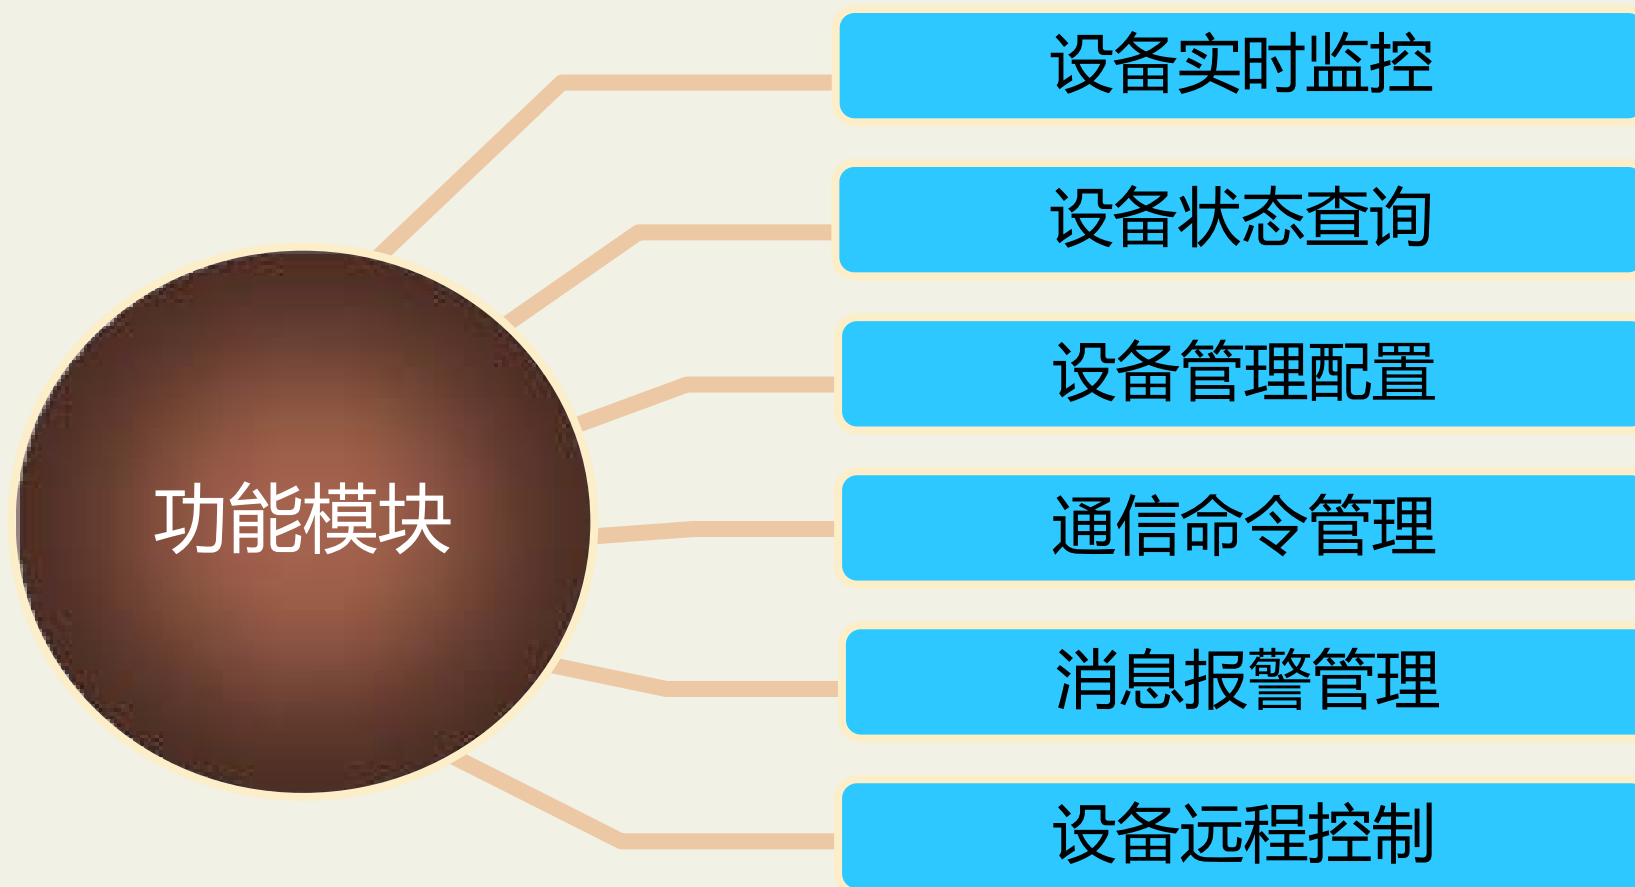 设备实时监控
设备状态查询
设备管理配置
功能模块
通信命令管理
消息报警管理
设备远程控制